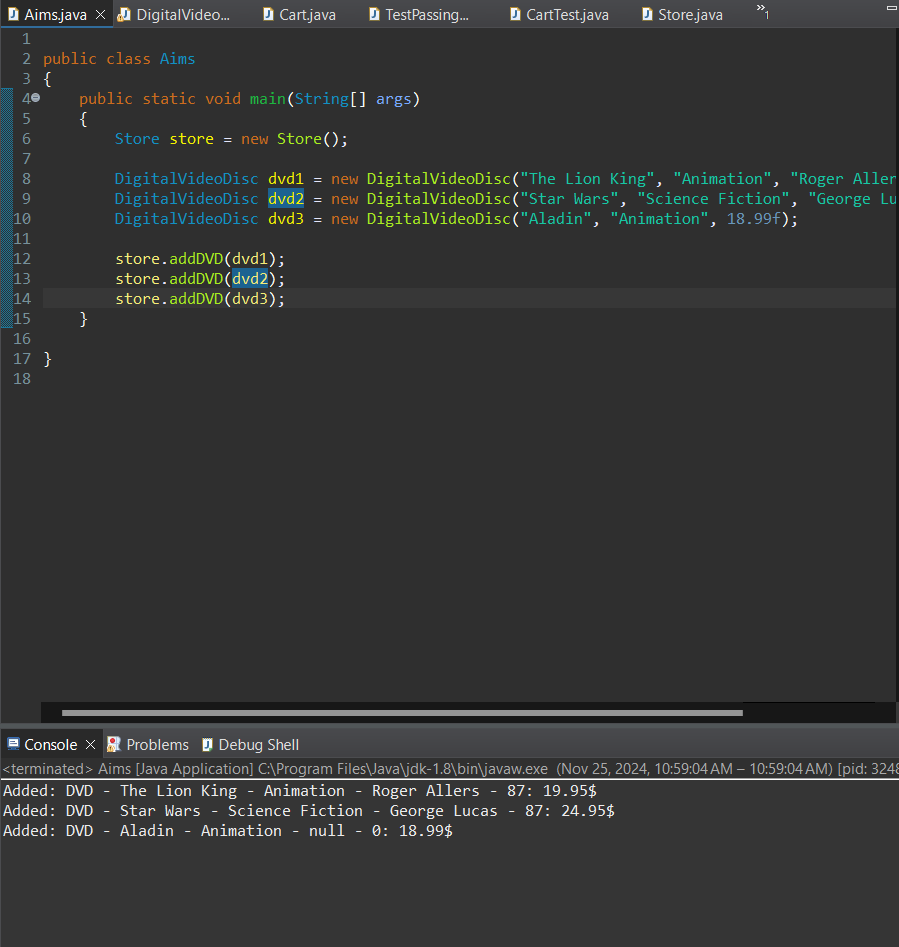 Aims.java DigitalVideo... Cart.java TestPassing... CartTest.java Store.java »1
1
2 public class Aims
3 {
4 public static void main(String[] args)
5 {
6 Store store = new Store();
7
8 DigitalVideoDisc dvd1 = new DigitalVideoDisc("The Lion King", "Animation", "Roger Aller
9 DigitalVideoDisc dvd2 = new DigitalVideoDisc("Star Wars", "Science Fiction", "George Lu
10 DigitalVideoDisc dvd3 = new DigitalVideoDisc("Aladin", "Animation", 18.99f);
11
12 store.addDVD(dvd1);
13 store.addDVD(dvd2);
14 store.addDVD(dvd3);
15 }
16
17 }
18
Console Problems Debug Shell
<terminated> Aims [Java Application] C:\Program Files\Java\jdk-1.8\bin\javaw.exe (Nov 25, 2024, 10:59:04 AM – 10:59:04 AM) [pid: 3248
Added: DVD - The Lion King - Animation - Roger Allers - 87: 19.95$
Added: DVD - Star Wars - Science Fiction - George Lucas - 87: 24.95$
Added: DVD - Aladin - Animation - null - 0: 18.99$